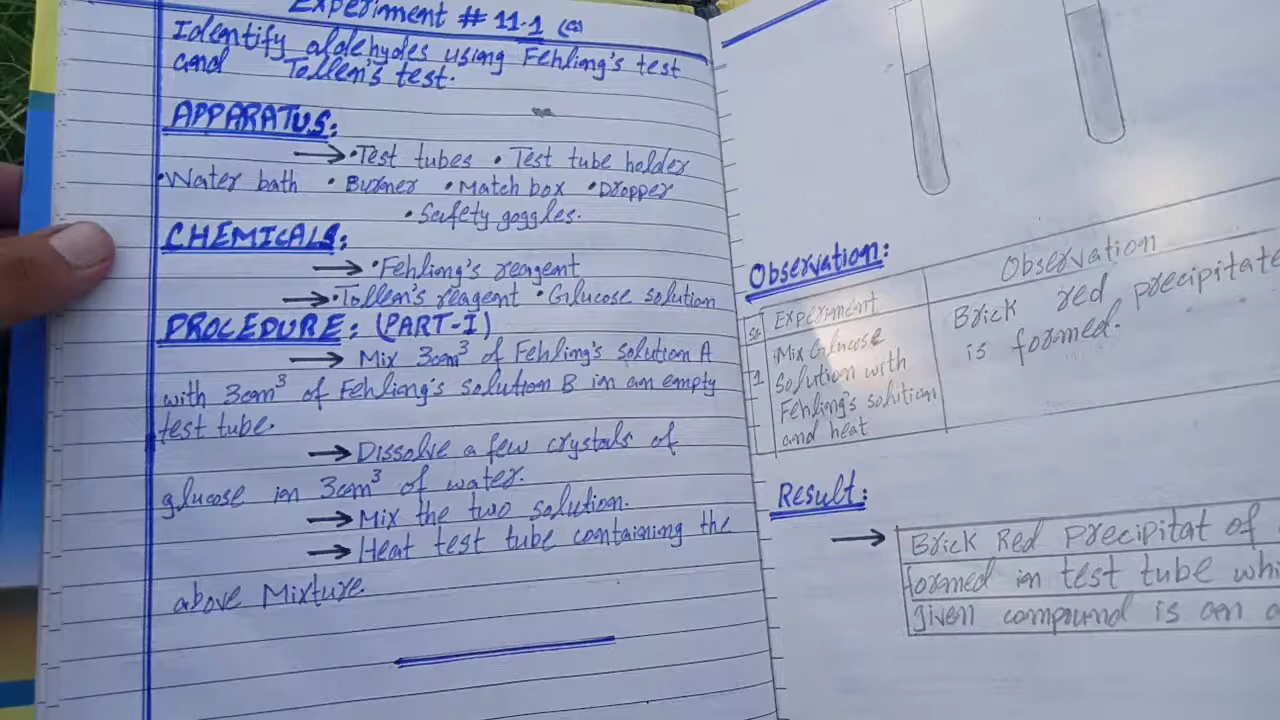 Experiment # 11.1 (a)
Identify aldehydes using Fehling's test
and Tollen's test.
APPARATUS:
→ • Test tubes • Test tube holder
• Water bath • Burner • Match box • Dropper
• Safety goggles.
CHEMICALS:
→ • Fehling's reagent
→ • Tollen's reagent • Glucose solution
PROCEDURE: (PART-I)
→ Mix 3cm³ of Fehling's solution A
with 3cm³ of Fehling's solution B in an empty
test tube.
→ Dissolve a few crystals of
glucose in 3cm³ of water.
→ Mix the two solution.
→ Heat test tube containing the
above Mixture.
Observation:
Sr. Experiment Observation
1 Mix Glucose
Solution with
Fehling's solution
and heat
Brick red precipitate
is formed.
Result:
→ Brick Red Precipitat of
formed in test tube whi
given compound is an a